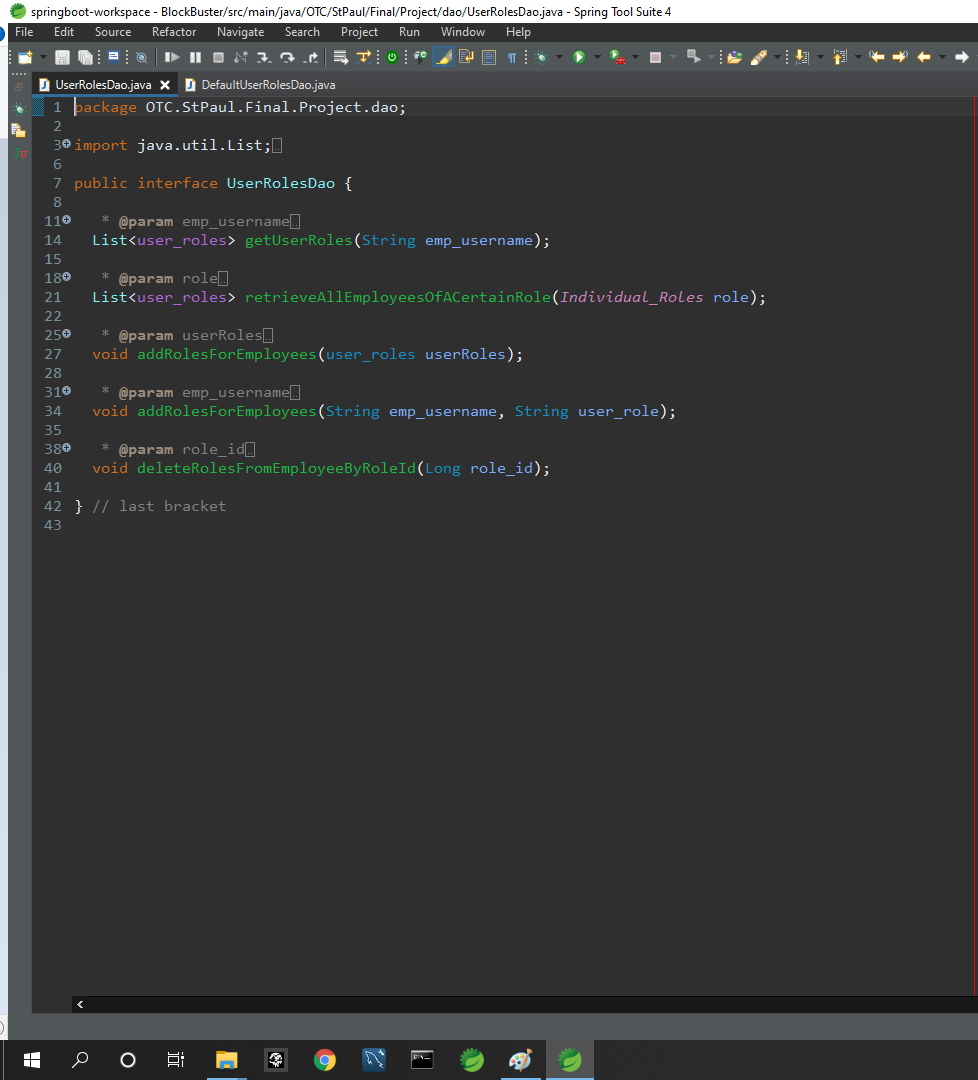 springboot-workspace - BlockBuster/src/main/java/OTC/StPaul/Final/Project/dao/UserRolesDao.java - Spring Tool Suite 4
File Edit Source Refactor Navigate Search Project Run Window Help
UserRolesDao.java DefaultUserRolesDao.java
1 package OTC.StPaul.Final.Project.dao;
2
3 import java.util.List;
6
7 public interface UserRolesDao {
8
11 * @param emp_username
14 List<user_roles> getUserRoles(String emp_username);
15
18 * @param role
21 List<user_roles> retrieveAllEmployeesOfACertainRole(Individual_Roles role);
22
25 * @param userRoles
27 void addRolesForEmployees(user_roles userRoles);
28
31 * @param emp_username
34 void addRolesForEmployees(String emp_username, String user_role);
35
38 * @param role_id
40 void deleteRolesFromEmployeeByRoleId(Long role_id);
41
42 } // last bracket
43